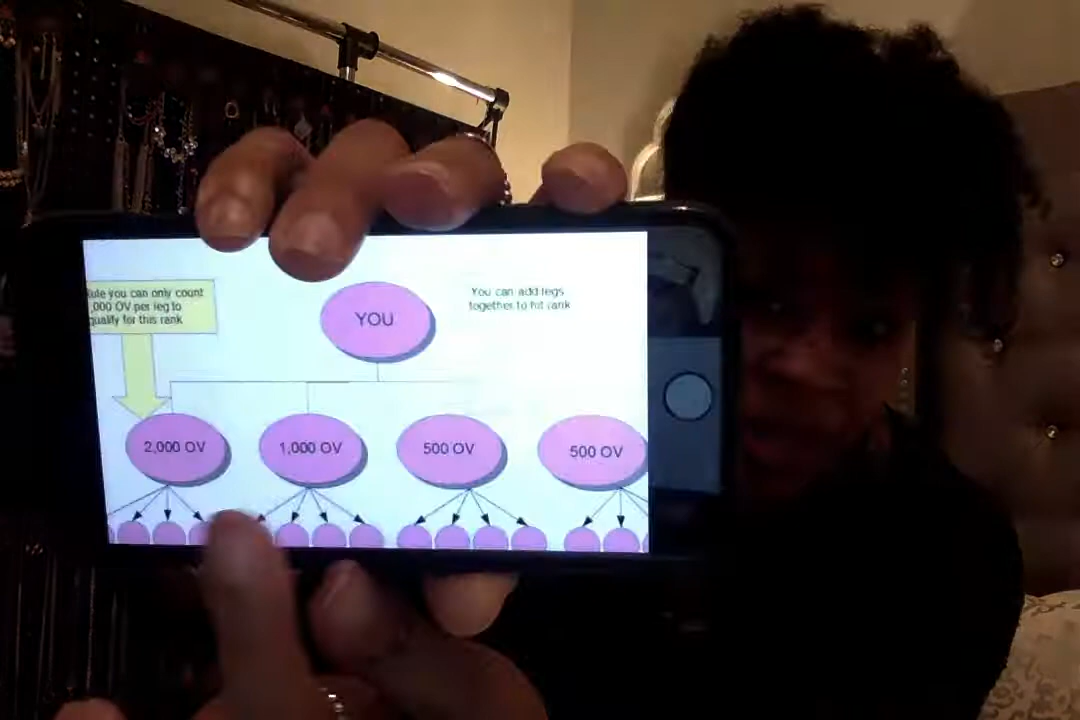 Rule you can only count
,000 OV per leg to
qualify for this rank
YOU
You can add legs
together to hit rank
2,000 OV
1,000 OV
500 OV
500 OV